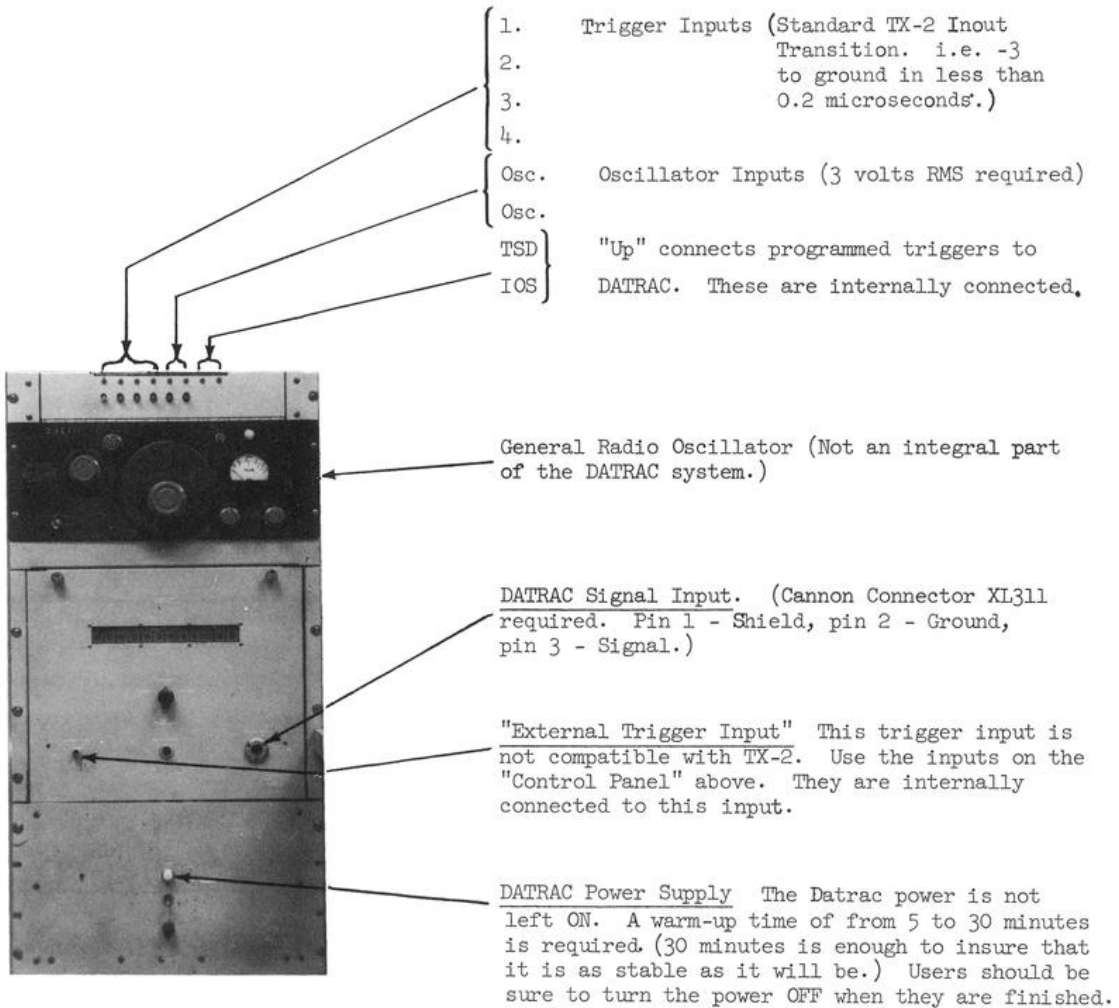 1. Trigger Inputs (Standard TX-2 Inout
Transition. i.e. -3
2. to ground in less than
3. 0.2 microseconds.)
4.
Osc. Oscillator Inputs (3 volts RMS required)
Osc.
TSD "Up" connects programmed triggers to
IOS DATRAC. These are internally connected.
General Radio Oscillator (Not an integral part
of the DATRAC system.)
DATRAC Signal Input. (Cannon Connector XL311
required. Pin 1 - Shield, pin 2 - Ground,
pin 3 - Signal.)
"External Trigger Input" This trigger input is
not compatible with TX-2. Use the inputs on the
"Control Panel" above. They are internally
connected to this input.
DATRAC Power Supply The Datrac power is not
left ON. A warm-up time of from 5 to 30 minutes
is required. (30 minutes is enough to insure that
it is as stable as it will be.) Users should be
sure to turn the power OFF when they are finished.